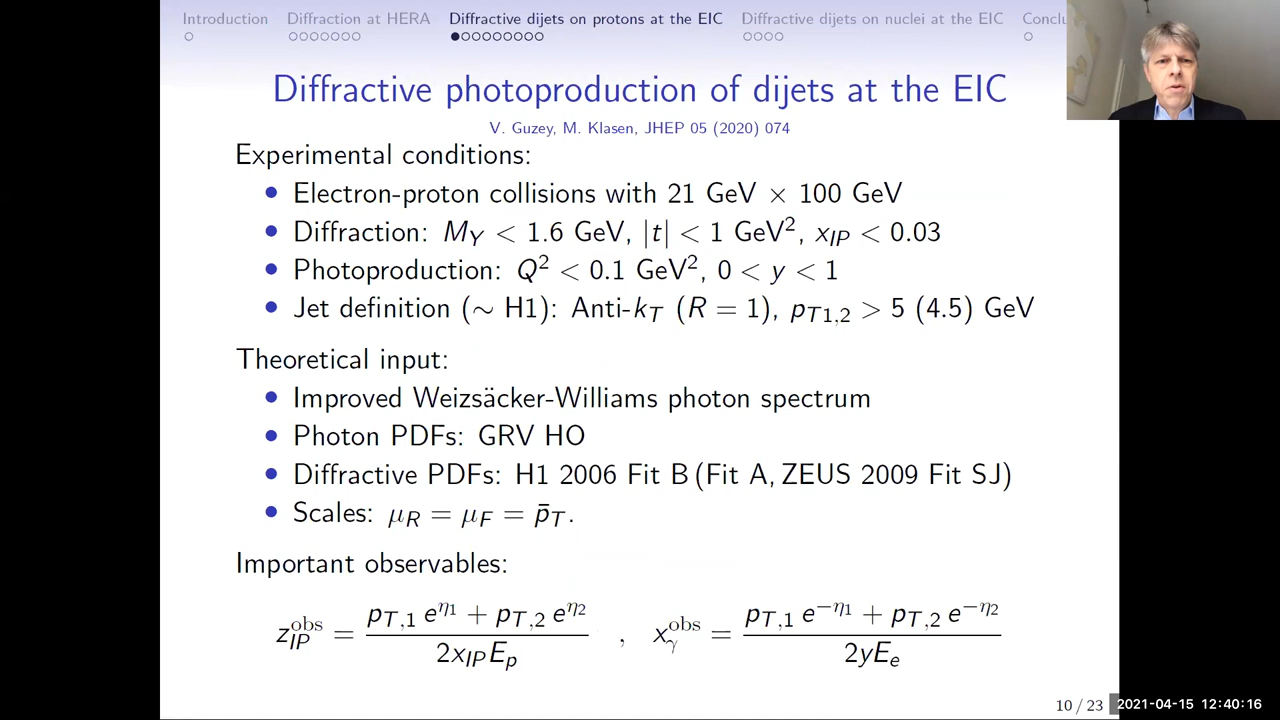 Introduction Diffraction at HERA Diffractive dijets on protons at the EIC Diffractive dijets on nuclei at the EIC
Diffractive photoproduction of dijets at the EIC
V. Guzey, M. Klasen, JHEP 05 (2020) 074
Experimental conditions:
• Electron-proton collisions with 21 GeV × 100 GeV
• Diffraction: M_Y < 1.6 GeV, |t| < 1 GeV², x_IP < 0.03
• Photoproduction: Q² < 0.1 GeV², 0 < y < 1
• Jet definition (∼ H1): Anti-k_T (R = 1), p_T1,2 > 5 (4.5) GeV
Theoretical input:
• Improved Weizsäcker-Williams photon spectrum
• Photon PDFs: GRV HO
• Diffractive PDFs: H1 2006 Fit B (Fit A, ZEUS 2009 Fit SJ)
• Scales: μ_R = μ_F = p̄_T.
Important observables:
z_IP^obs = (p_T,1 e^η1 + p_T,2 e^η2) / (2x_IP E_p) , x_γ^obs = (p_T,1 e^−η1 + p_T,2 e^−η2) / (2yE_e)
10 / 23 2021-04-15 12:40:16